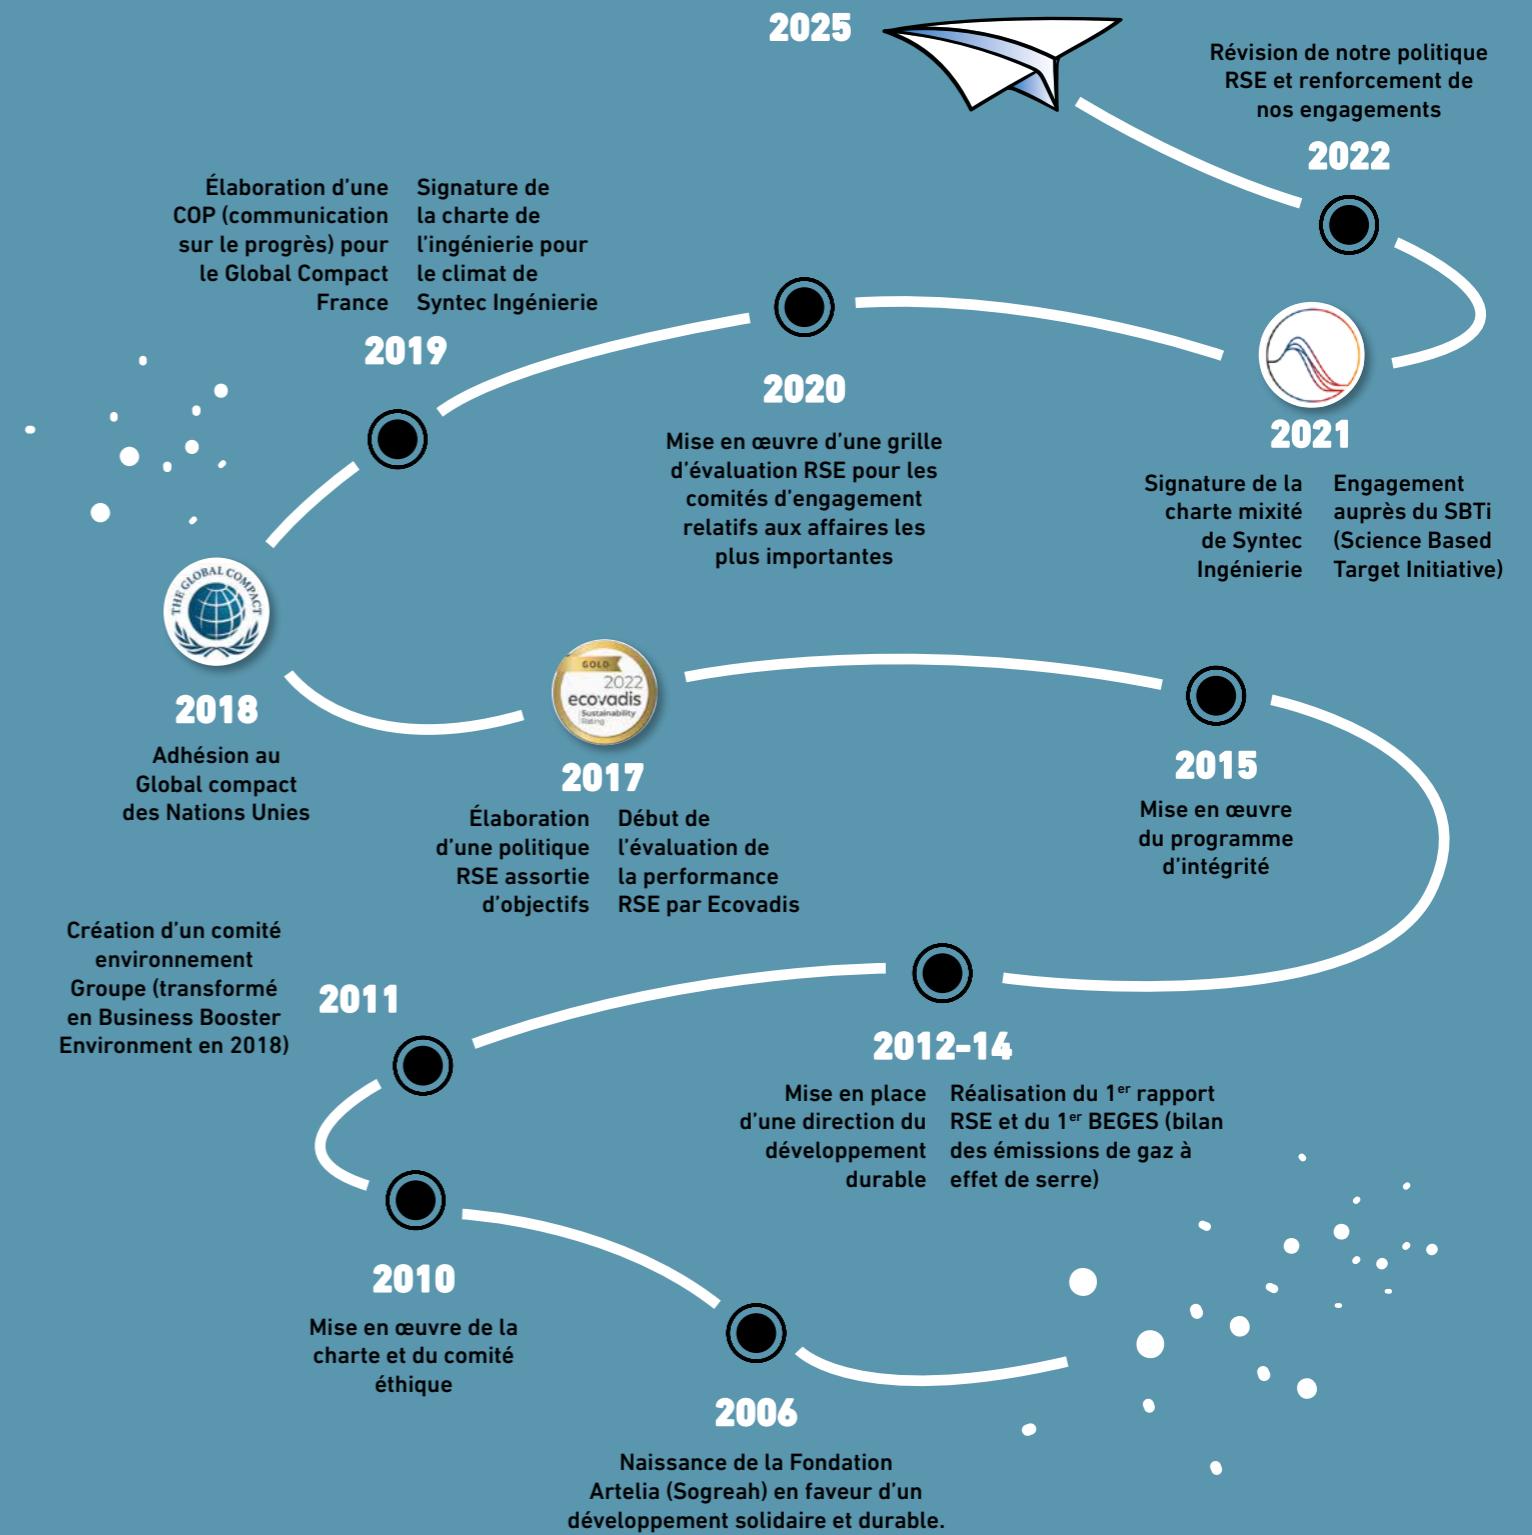 2025
Révision de notre politique
RSE et renforcement de
nos engagements
2022
Élaboration d’une
COP (communication
sur le progrès) pour
le Global Compact
France
Signature de
la charte de
l’ingénierie pour
le climat de
Syntec Ingénierie
2019
2020
Mise en œuvre d’une grille
d’évaluation RSE pour les
comités d’engagement
relatifs aux affaires les
plus importantes
2021
Signature de la
charte mixité
de Syntec
Ingénierie
Engagement
auprès du SBTi
(Science Based
Target Initiative)
THE GLOBAL COMPACT
2018
Adhésion au
Global compact
des Nations Unies
GOLD
2022
ecovadis
Sustainability
Rating
2017
Élaboration
d’une politique
RSE assortie
d’objectifs
Début de
l’évaluation de
la performance
RSE par Ecovadis
2015
Mise en œuvre
du programme
d’intégrité
Création d’un comité
environnement
Groupe (transformé
en Business Booster
Environment en 2018)
2011
2012-14
Mise en place
d’une direction du
développement
durable
Réalisation du 1er rapport
RSE et du 1er BEGES (bilan
des émissions de gaz à
effet de serre)
2010
Mise en œuvre de la
charte et du comité
éthique
2006
Naissance de la Fondation
Artelia (Sogreah) en faveur d’un
développement solidaire et durable.